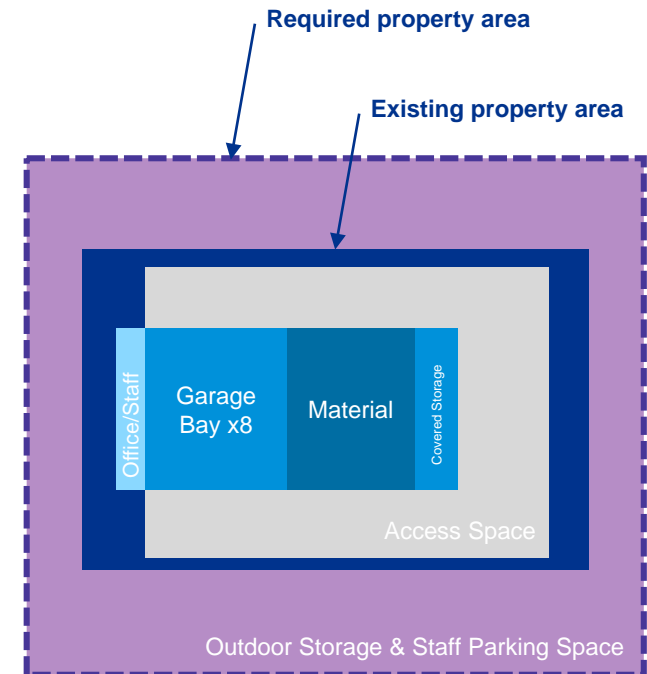 Required property area
Existing property area
Office/Staff
Garage
Bay x8
Material
Covered Storage
Access Space
Outdoor Storage & Staff Parking Space